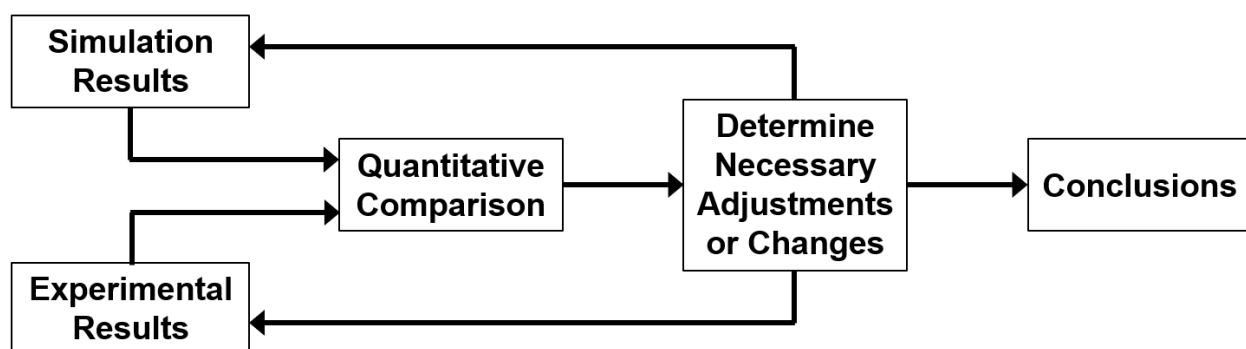 Simulation
Results
Quantitative
Comparison
Experimental
Results
Determine
Necessary
Adjustments
or Changes
Conclusions